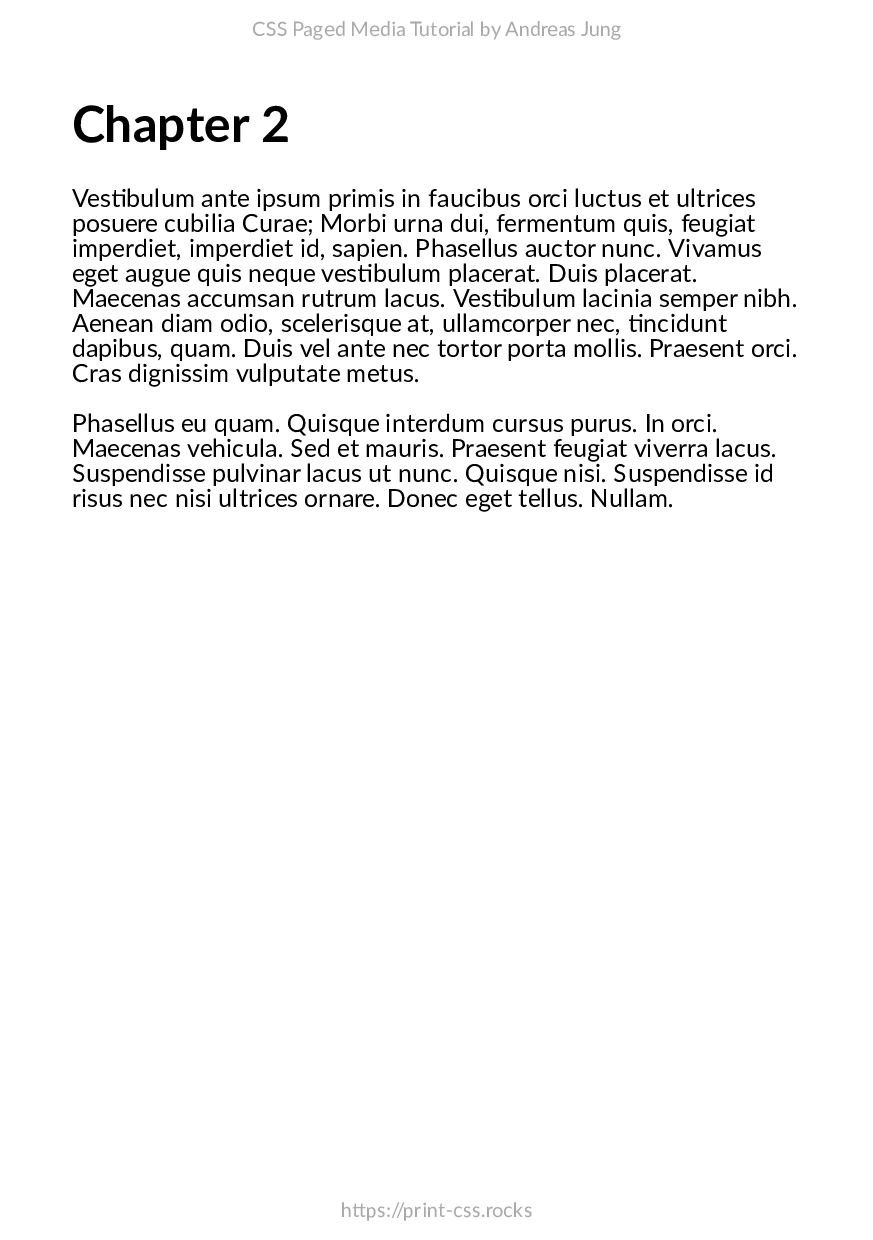 CSS Paged Media Tutorial by Andreas Jung
Chapter 2
Vestibulum ante ipsum primis in faucibus orci luctus et ultrices
posuere cubilia Curae; Morbi urna dui, fermentum quis, feugiat
imperdiet, imperdiet id, sapien. Phasellus auctor nunc. Vivamus
eget augue quis neque vestibulum placerat. Duis placerat.
Maecenas accumsan rutrum lacus. Vestibulum lacinia semper nibh.
Aenean diam odio, scelerisque at, ullamcorper nec, tincidunt
dapibus, quam. Duis vel ante nec tortor porta mollis. Praesent orci.
Cras dignissim vulputate metus.
Phasellus eu quam. Quisque interdum cursus purus. In orci.
Maecenas vehicula. Sed et mauris. Praesent feugiat viverra lacus.
Suspendisse pulvinar lacus ut nunc. Quisque nisi. Suspendisse id
risus nec nisi ultrices ornare. Donec eget tellus. Nullam.
https://print-css.rocks